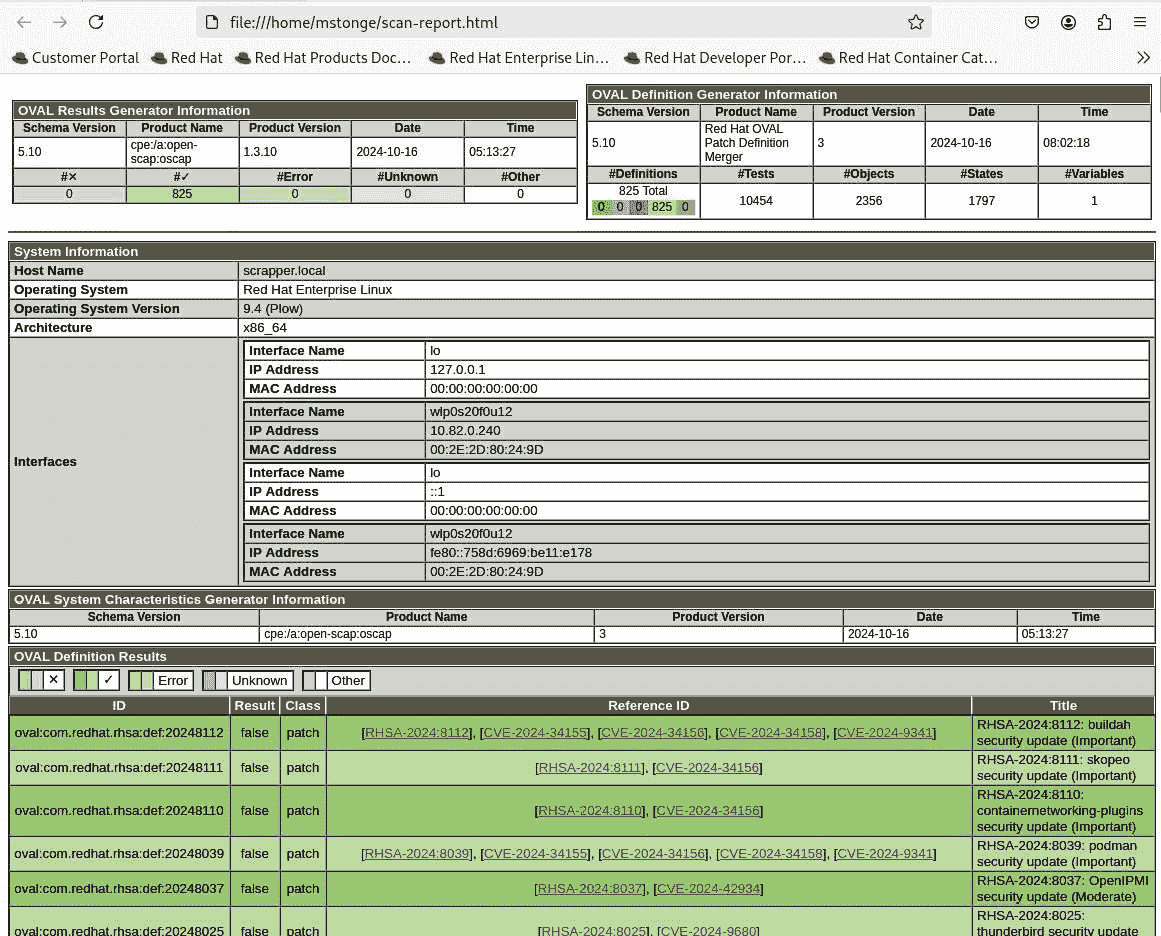 file:///home/mstonge/scan-report.html
Customer Portal Red Hat Red Hat Products Doc… Red Hat Enterprise Lin… Red Hat Developer Por… Red Hat Container Cat…
OVAL Results Generator Information
Schema Version Product Name Product Version Date Time
5.10 cpe:/a:open-scap:oscap 1.3.10 2024-10-16 05:13:27
#✕ #✓ #Error #Unknown #Other
0 825 0 0 0
OVAL Definition Generator Information
Schema Version Product Name Product Version Date Time
5.10 Red Hat OVAL Patch Definition Merger 3 2024-10-16 08:02:18
#Definitions #Tests #Objects #States #Variables
825 Total
0 0 0 825 0 10454 2356 1797 1
System Information
Host Name scrapper.local
Operating System Red Hat Enterprise Linux
Operating System Version 9.4 (Plow)
Architecture x86_64
Interfaces
Interface Name lo
IP Address 127.0.0.1
MAC Address 00:00:00:00:00:00
Interface Name wlp0s20f0u12
IP Address 10.82.0.240
MAC Address 00:2E:2D:80:24:9D
Interface Name lo
IP Address ::1
MAC Address 00:00:00:00:00:00
Interface Name wlp0s20f0u12
IP Address fe80::758d:6969:be11:e178
MAC Address 00:2E:2D:80:24:9D
OVAL System Characteristics Generator Information
Schema Version Product Name Product Version Date Time
5.10 cpe:/a:open-scap:oscap 3 2024-10-16 05:13:27
OVAL Definition Results
✕ ✓ Error Unknown Other
ID Result Class Reference ID Title
oval:com.redhat.rhsa:def:20248112 false patch [RHSA-2024:8112], [CVE-2024-34155], [CVE-2024-34156], [CVE-2024-34158], [CVE-2024-9341] RHSA-2024:8112: buildah security update (Important)
oval:com.redhat.rhsa:def:20248111 false patch [RHSA-2024:8111], [CVE-2024-34156] RHSA-2024:8111: skopeo security update (Important)
oval:com.redhat.rhsa:def:20248110 false patch [RHSA-2024:8110], [CVE-2024-34156] RHSA-2024:8110: containernetworking-plugins security update (Important)
oval:com.redhat.rhsa:def:20248039 false patch [RHSA-2024:8039], [CVE-2024-34155], [CVE-2024-34156], [CVE-2024-34158], [CVE-2024-9341] RHSA-2024:8039: podman security update (Important)
oval:com.redhat.rhsa:def:20248037 false patch [RHSA-2024:8037], [CVE-2024-42934] RHSA-2024:8037: OpenIPMI security update (Moderate)
oval:com.redhat.rhsa:def:20248025 false patch [RHSA-2024:8025], [CVE-2024-9680] RHSA-2024:8025: thunderbird security update